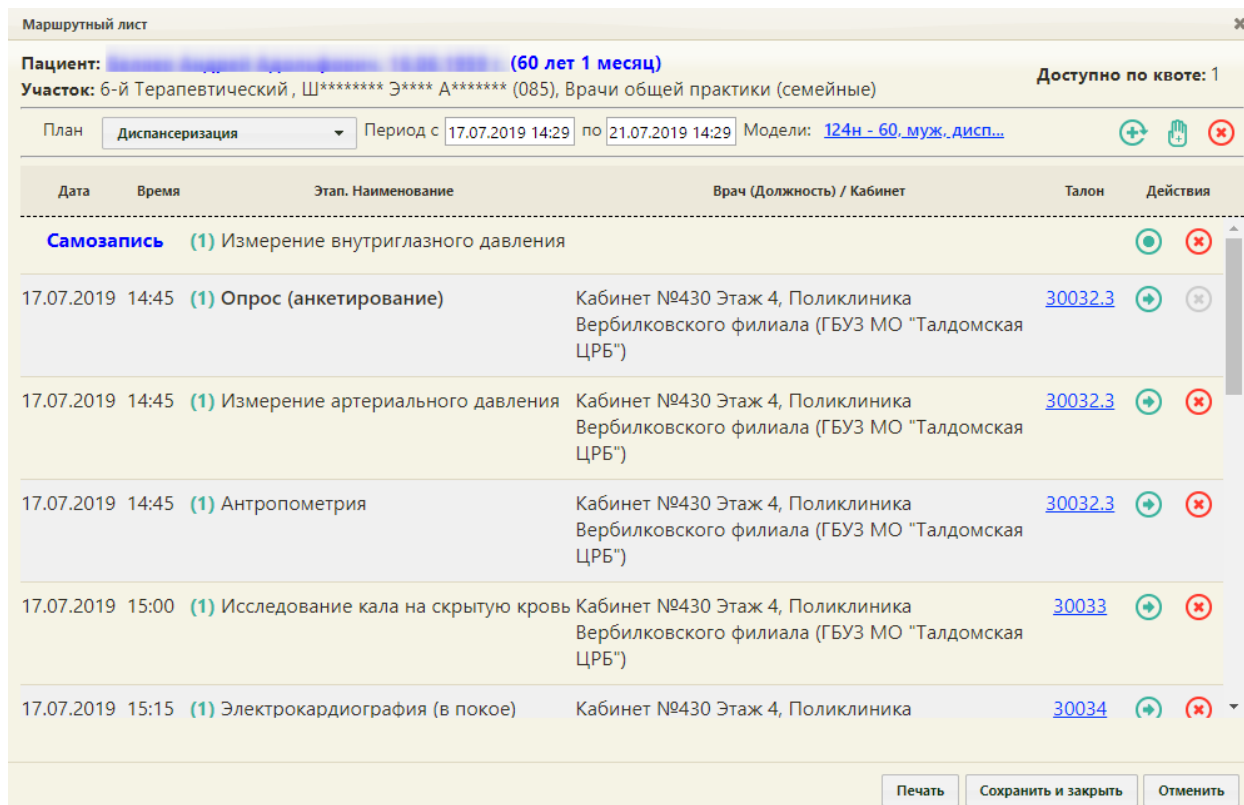 Маршрутный лист
Пациент: (60 лет 1 месяц)
Доступно по квоте: 1
Участок: 6-й Терапевтический , Ш******** Э**** А******* (085), Врачи общей практики (семейные)
План Диспансеризация Период с 17.07.2019 14:29 по 21.07.2019 14:29 Модели: 124н - 60, муж, дисп...
Дата Время Этап. Наименование Врач (Должность) / Кабинет Талон Действия
Самозапись (1) Измерение внутриглазного давления
17.07.2019 14:45 (1) Опрос (анкетирование) Кабинет №430 Этаж 4, Поликлиника 30032.3
Вербилковского филиала (ГБУЗ МО "Талдомская
ЦРБ")
17.07.2019 14:45 (1) Измерение артериального давления Кабинет №430 Этаж 4, Поликлиника 30032.3
Вербилковского филиала (ГБУЗ МО "Талдомская
ЦРБ")
17.07.2019 14:45 (1) Антропометрия Кабинет №430 Этаж 4, Поликлиника 30032.3
Вербилковского филиала (ГБУЗ МО "Талдомская
ЦРБ")
17.07.2019 15:00 (1) Исследование кала на скрытую кровь Кабинет №430 Этаж 4, Поликлиника 30033
Вербилковского филиала (ГБУЗ МО "Талдомская
ЦРБ")
17.07.2019 15:15 (1) Электрокардиография (в покое) Кабинет №430 Этаж 4, Поликлиника 30034
Печать Сохранить и закрыть Отменить